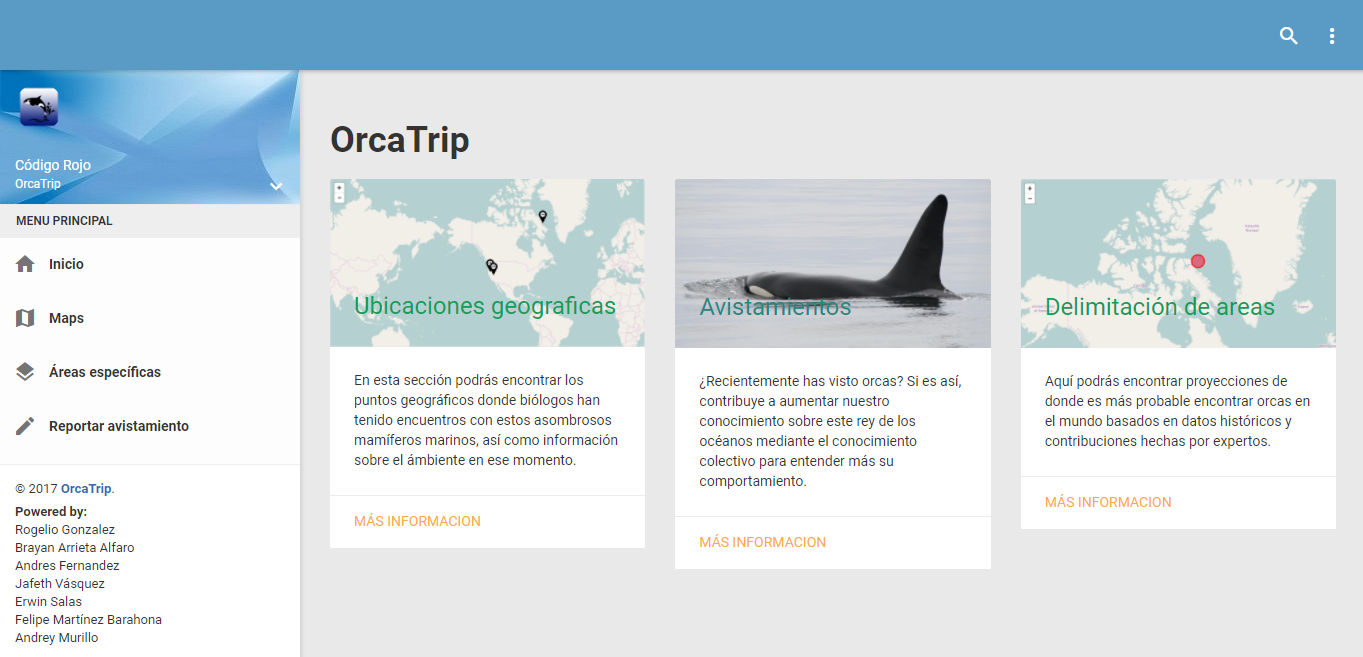 Código Rojo
OrcaTrip
MENU PRINCIPAL
Inicio
Maps
Áreas específicas
Reportar avistamiento
© 2017 OrcaTrip.
Powered by:
Rogelio Gonzalez
Brayan Arrieta Alfaro
Andres Fernandez
Jafeth Vásquez
Erwin Salas
Felipe Martínez Barahona
Andrey Murillo
OrcaTrip
Ubicaciones geograficas
En esta sección podrás encontrar los
puntos geográficos donde biólogos han
tenido encuentros con estos asombrosos
mamíferos marinos, así como información
sobre el ámbiente en ese momento.
MÁS INFORMACION
Avistamientos
¿Recientemente has visto orcas? Si es así,
contribuye a aumentar nuestro
conocimiento sobre este rey de los
océanos mediante el conocimiento
colectivo para entender más su
comportamiento.
MÁS INFORMACION
Delimitación de areas
Aquí podrás encontrar proyecciones de
donde es más probable encontrar orcas en
el mundo basados en datos históricos y
contribuciones hechas por expertos.
MÁS INFORMACION